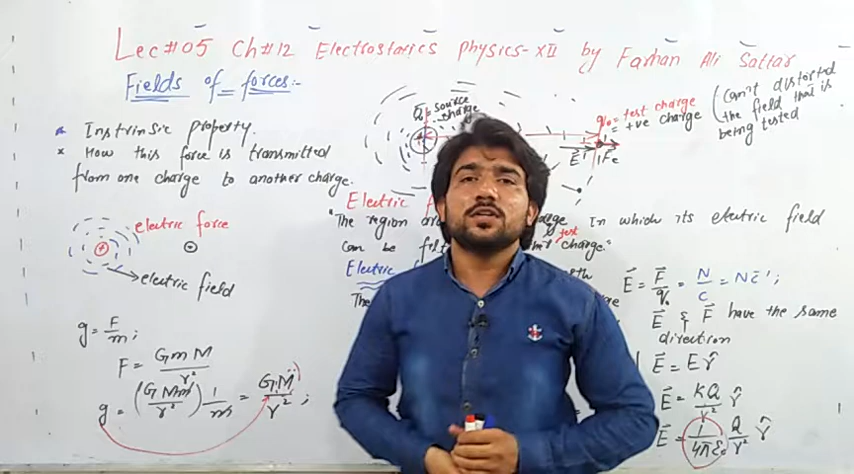 Lec#05 Ch#12 Electrostatics physics-XII by Farhan Ali Sattar
Fields of forces:-
* Instrinsic property.
* How this force is transmitted
from one charge to another charge.
electric force
electric field
g = F/m ;
F = GmM/r²
g = (GMm/r²) 1/m = GM/r² ;
Q = source
charge
q₀ = test charge
= +ve charge
(Can't distorted
the field that is
being tested
E Fe
Electric
"The region
in which its electric field
can be
test
charge."
Electric
The
E = F/q₀ = N/C = NC⁻¹;
E & F have the same
direction
E = E r̂
E = KQ/r² r̂
E = 1/4πε₀ Q/r² r̂